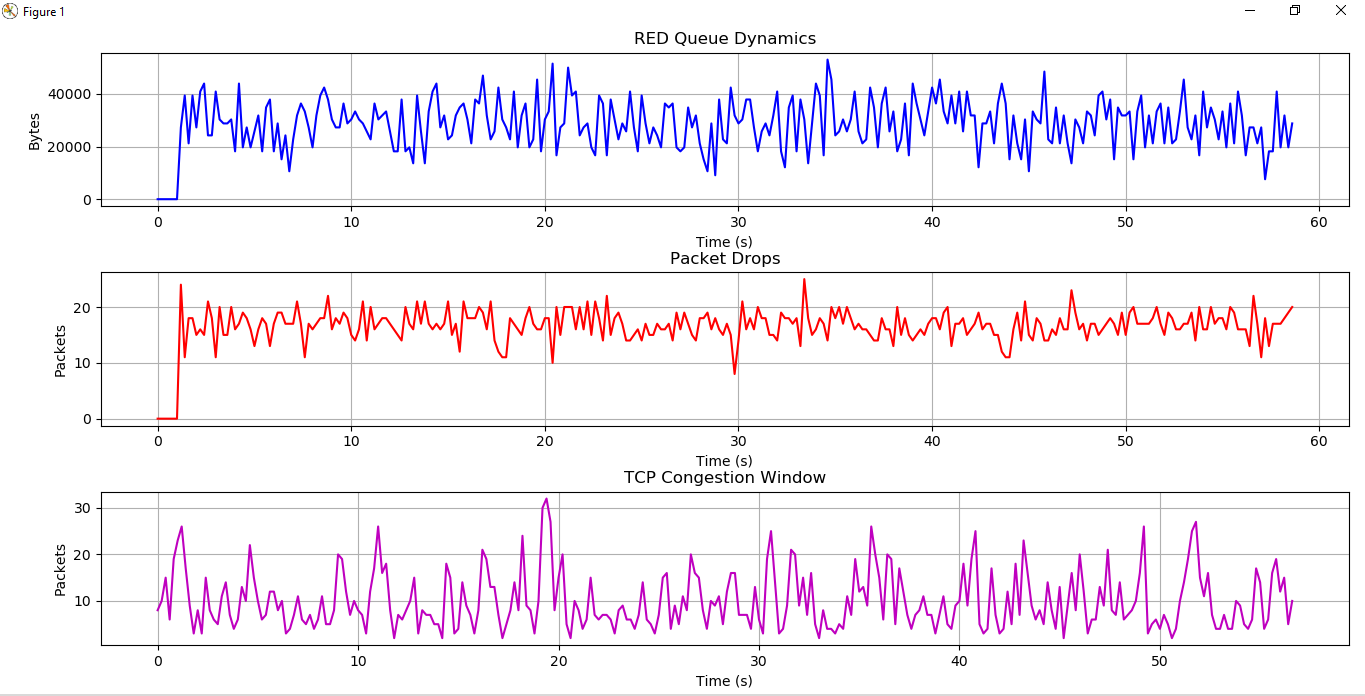 Figure 1
RED Queue Dynamics
Bytes
40000
20000
0
0 10 20 30 40 50 60
Time (s)
Packet Drops
Packets
20
10
0
0 10 20 30 40 50 60
Time (s)
TCP Congestion Window
Packets
30
20
10
0 10 20 30 40 50
Time (s)